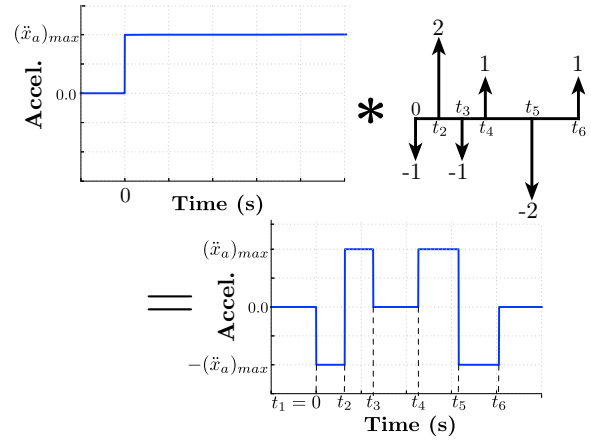 (ẍₐ)ₘₐₓ
Accel.
0.0
0
Time (s)
*
2
1
1
0
t₃
t₅
t₂
t₄
t₆
-1
-1
-2
=
(ẍₐ)ₘₐₓ
Accel.
0.0
−(ẍₐ)ₘₐₓ
t₁ = 0 t₂ t₃ t₄ t₅ t₆
Time (s)